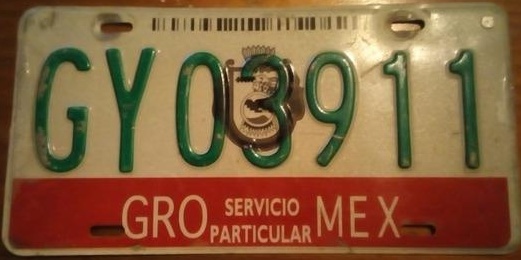 GY03911
GRO SERVICIO PARTICULAR MEX